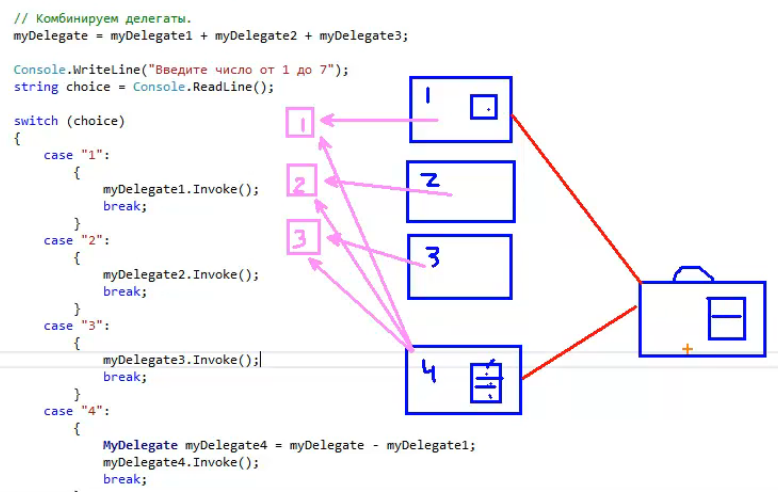 // Комбинируем делегаты.
myDelegate = myDelegate1 + myDelegate2 + myDelegate3;
Console.WriteLine("Введите число от 1 до 7");
string choice = Console.ReadLine();
switch (choice)
{
case "1":
{
myDelegate1.Invoke();
break;
}
case "2":
{
myDelegate2.Invoke();
break;
}
case "3":
{
myDelegate3.Invoke();
break;
}
case "4":
{
MyDelegate myDelegate4 = myDelegate - myDelegate1;
myDelegate4.Invoke();
break;
1
2
3
1
2
3
4